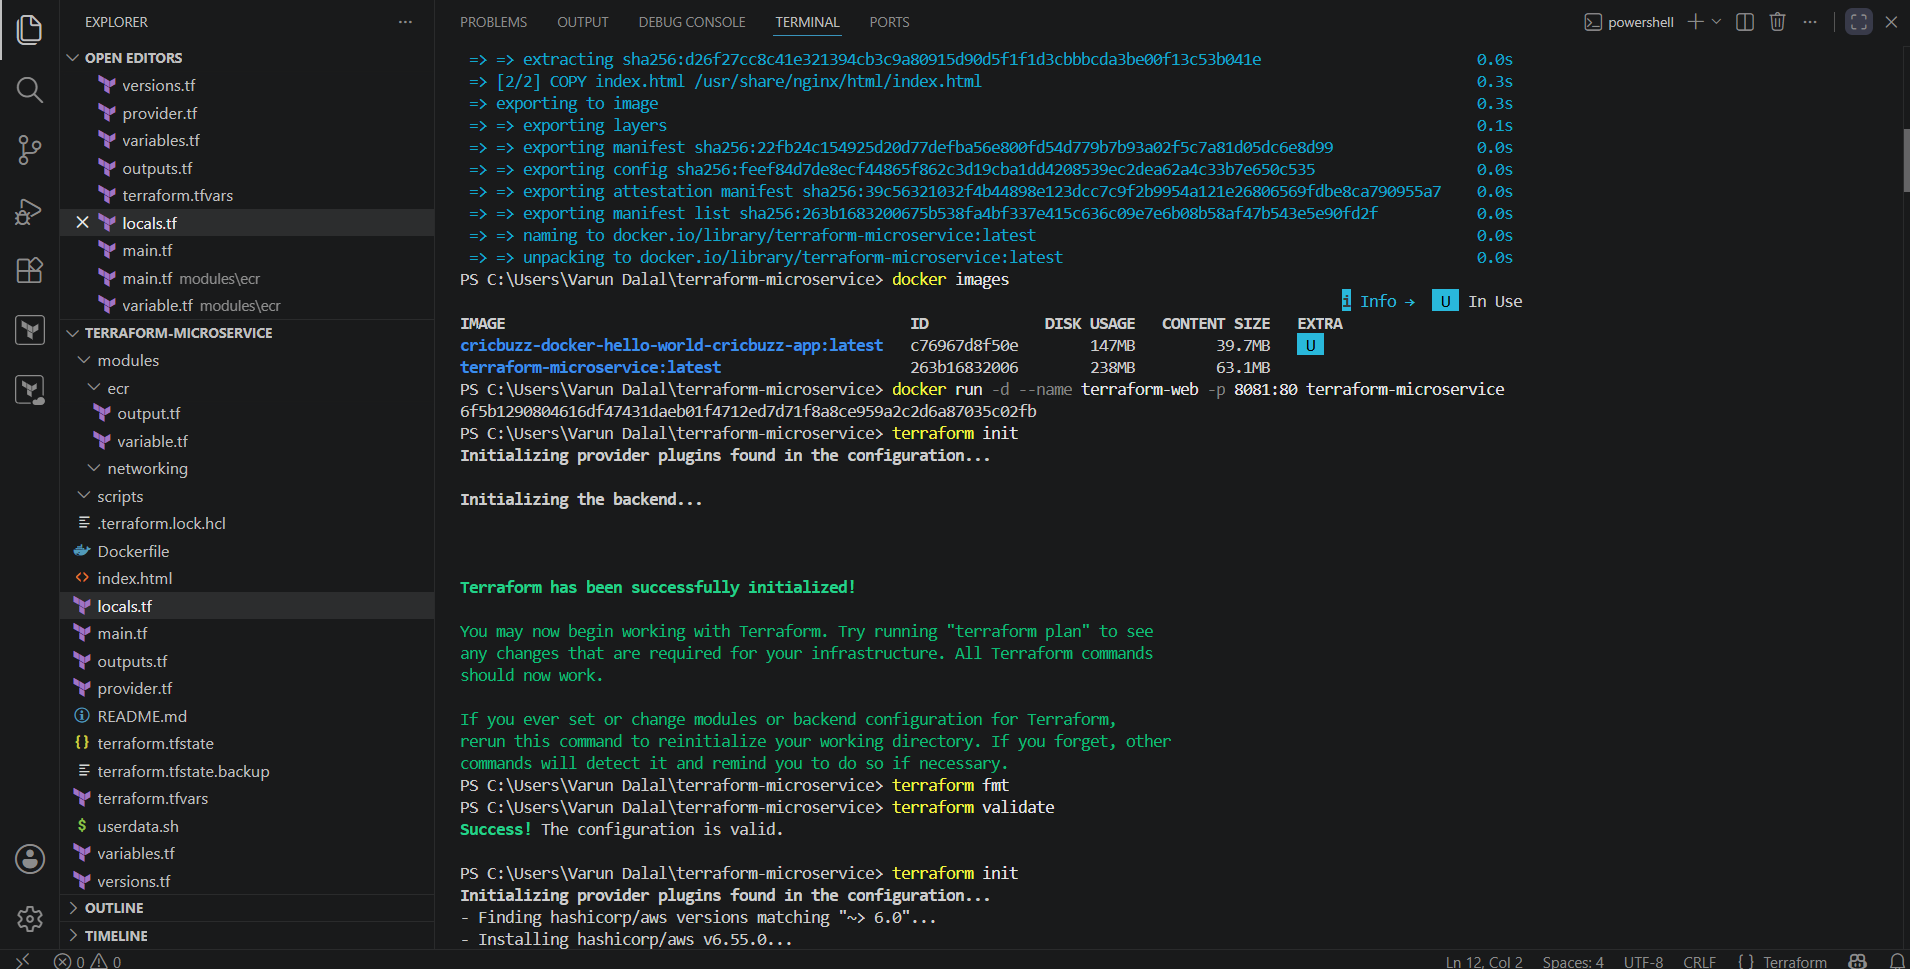 EXPLORER
OPEN EDITORS
versions.tf
provider.tf
variables.tf
outputs.tf
terraform.tfvars
locals.tf
main.tf
main.tf modules\ecr
variable.tf modules\ecr
TERRAFORM-MICROSERVICE
modules
ecr
output.tf
variable.tf
networking
scripts
.terraform.lock.hcl
Dockerfile
index.html
locals.tf
main.tf
outputs.tf
provider.tf
README.md
terraform.tfstate
terraform.tfstate.backup
terraform.tfvars
userdata.sh
variables.tf
versions.tf
OUTLINE
TIMELINE
PROBLEMS OUTPUT DEBUG CONSOLE TERMINAL PORTS
powershell
=> => extracting sha256:d26f27cc8c41e321394cb3c9a80915d90d5f1f1d3cbbbcda3be00f13c53b041e 0.0s
=> [2/2] COPY index.html /usr/share/nginx/html/index.html 0.3s
=> exporting to image 0.3s
=> => exporting layers 0.1s
=> => exporting manifest sha256:22fb24c154925d20d77defba56e800fd54d779b7b93a02f5c7a81d05dc6e8d99 0.0s
=> => exporting config sha256:feef84d7de8ecf44865f862c3d19cba1dd4208539ec2dea62a4c33b7e650c535 0.0s
=> => exporting attestation manifest sha256:39c56321032f4b44898e123dcc7c9f2b9954a121e26806569fdbe8ca790955a7 0.0s
=> => exporting manifest list sha256:263b1683200675b538fa4bf337e415c636c09e7e6b08b58af47b543e5e90fd2f 0.0s
=> => naming to docker.io/library/terraform-microservice:latest 0.0s
=> => unpacking to docker.io/library/terraform-microservice:latest 0.0s
PS C:\Users\Varun Dalal\terraform-microservice> docker images
i Info → U In Use
IMAGE ID DISK USAGE CONTENT SIZE EXTRA
cricbuzz-docker-hello-world-cricbuzz-app:latest c76967d8f50e 147MB 39.7MB U
terraform-microservice:latest 263b16832006 238MB 63.1MB
PS C:\Users\Varun Dalal\terraform-microservice> docker run -d --name terraform-web -p 8081:80 terraform-microservice
6f5b1290804616df47431daeb01f4712ed7d71f8a8ce959a2c2d6a87035c02fb
PS C:\Users\Varun Dalal\terraform-microservice> terraform init
Initializing provider plugins found in the configuration...
Initializing the backend...
Terraform has been successfully initialized!
You may now begin working with Terraform. Try running "terraform plan" to see
any changes that are required for your infrastructure. All Terraform commands
should now work.
If you ever set or change modules or backend configuration for Terraform,
rerun this command to reinitialize your working directory. If you forget, other
commands will detect it and remind you to do so if necessary.
PS C:\Users\Varun Dalal\terraform-microservice> terraform fmt
PS C:\Users\Varun Dalal\terraform-microservice> terraform validate
Success! The configuration is valid.
PS C:\Users\Varun Dalal\terraform-microservice> terraform init
Initializing provider plugins found in the configuration...
- Finding hashicorp/aws versions matching "~> 6.0"...
- Installing hashicorp/aws v6.55.0...
0 0
Ln 12, Col 2 Spaces: 4 UTF-8 CRLF {} Terraform